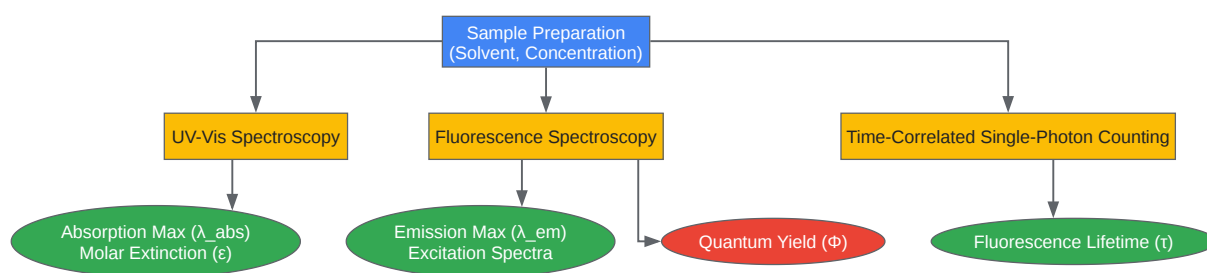 Sample Preparation
(Solvent, Concentration)
UV-Vis Spectroscopy
Fluorescence Spectroscopy
Time-Correlated Single-Photon Counting
Absorption Max (λ_abs)
Molar Extinction (ε)
Emission Max (λ_em)
Excitation Spectra
Quantum Yield (Φ)
Fluorescence Lifetime (τ)